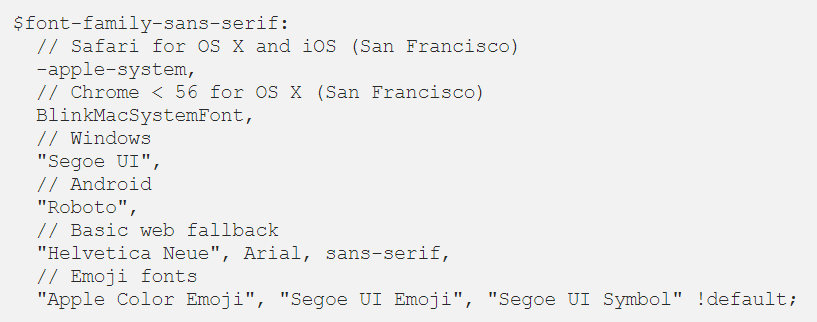 $font-family-sans-serif:
// Safari for OS X and iOS (San Francisco)
-apple-system,
// Chrome < 56 for OS X (San Francisco)
BlinkMacSystemFont,
// Windows
"Segoe UI",
// Android
"Roboto",
// Basic web fallback
"Helvetica Neue", Arial, sans-serif,
// Emoji fonts
"Apple Color Emoji", "Segoe UI Emoji", "Segoe UI Symbol" !default;